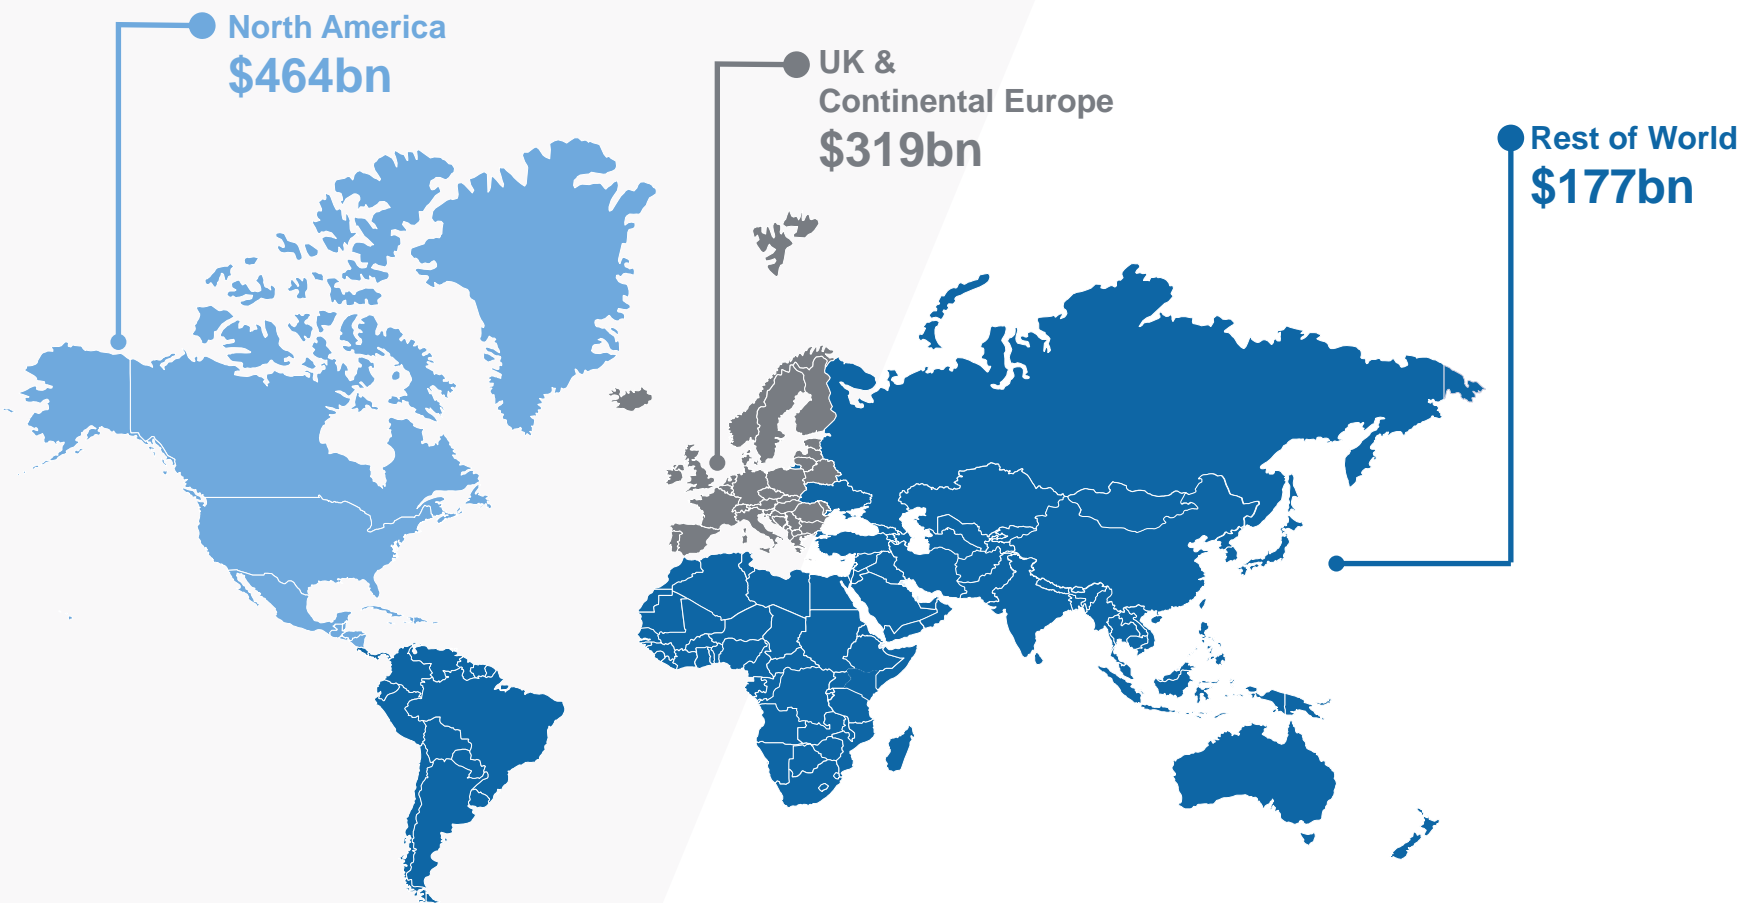 North America
$464bn
UK &
Continental Europe
$319bn
Rest of World
$177bn